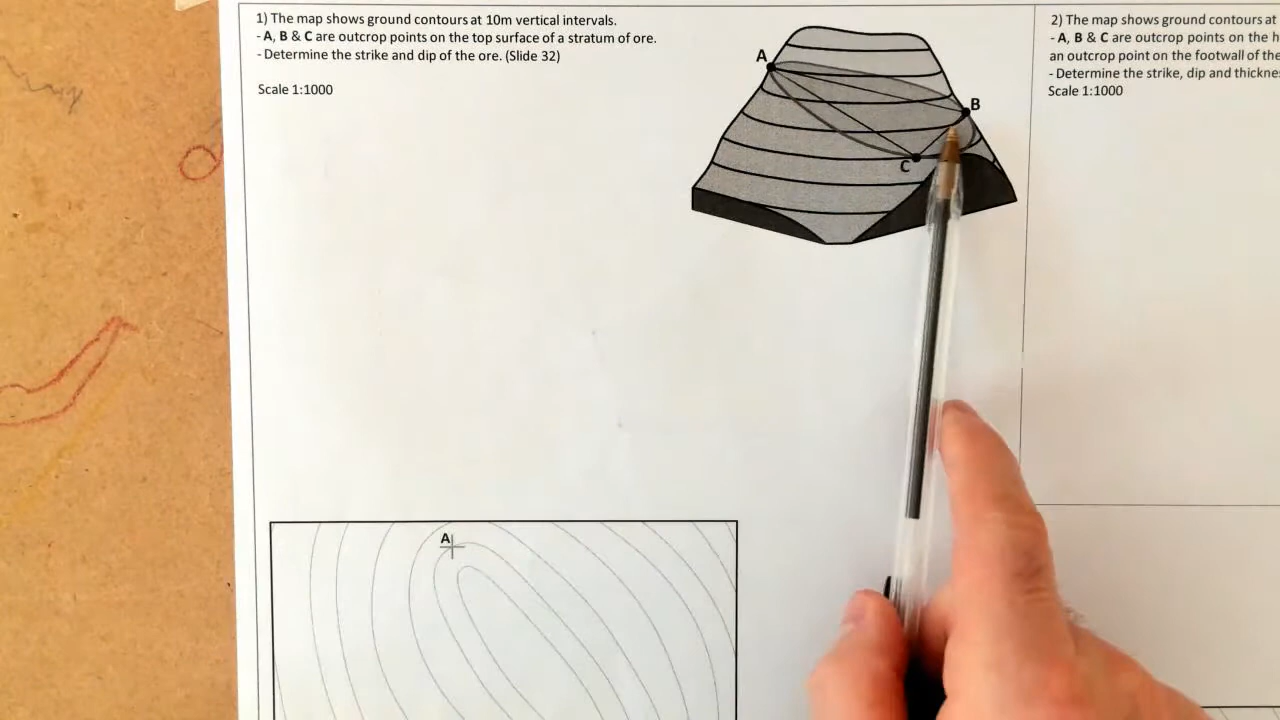 1) The map shows ground contours at 10m vertical intervals.
- A, B & C are outcrop points on the top surface of a stratum of ore.
- Determine the strike and dip of the ore. (Slide 32)
Scale 1:1000
A
B
C
A
2) The map shows ground contours at
- A, B & C are outcrop points on the h
an outcrop point on the footwall of the
- Determine the strike, dip and thickne
Scale 1:1000